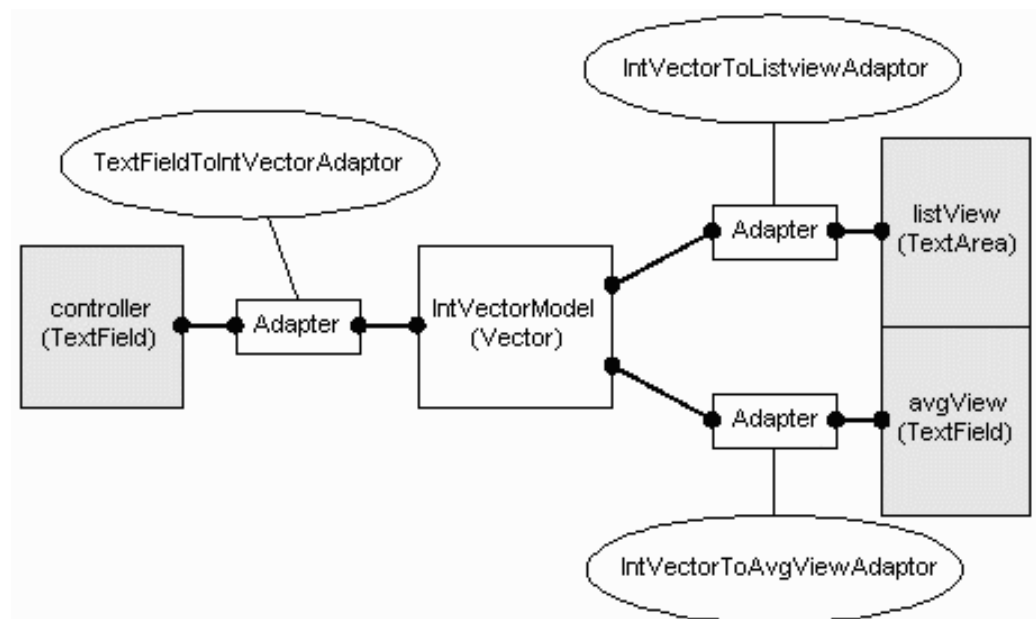 IntVectorToListviewAdaptor
TextFieldToIntVectorAdaptor
Adapter
listView
(TextArea)
controller
(TextField)
Adapter
IntVectorModel
(Vector)
Adapter
avgView
(TextField)
IntVectorToAvgViewAdaptor